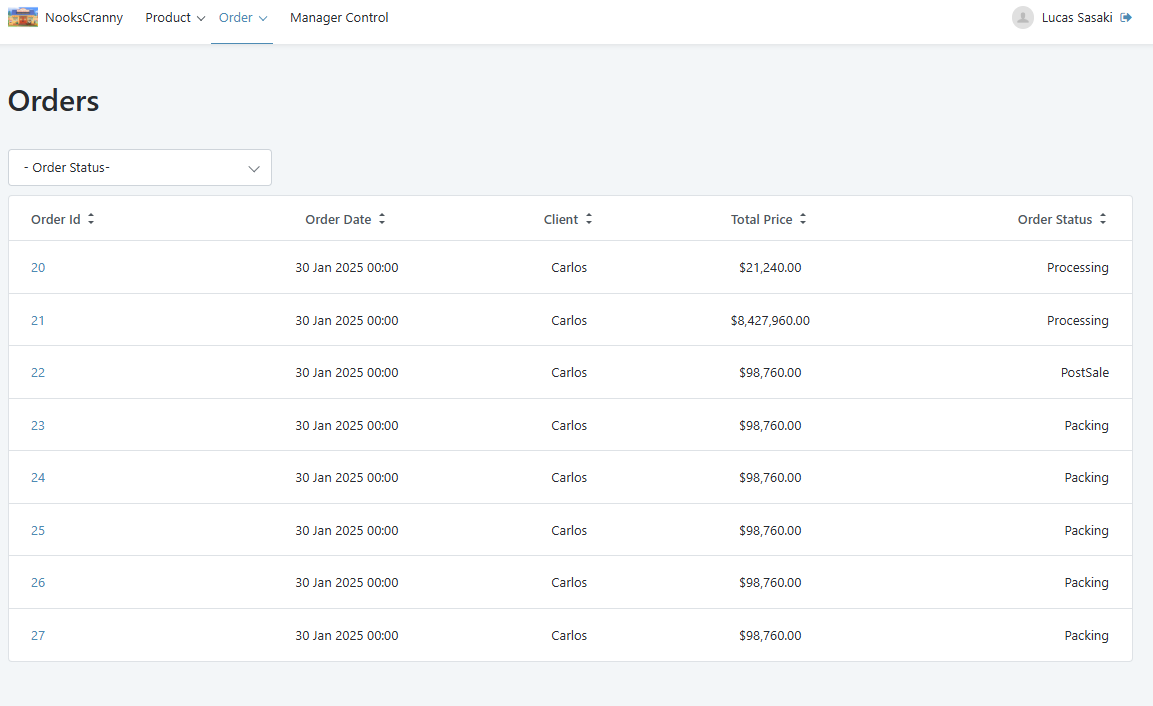 NooksCranny Product Order Manager Control Lucas Sasaki
Orders
- Order Status-
Order Id Order Date Client Total Price Order Status
20 30 Jan 2025 00:00 Carlos $21,240.00 Processing
21 30 Jan 2025 00:00 Carlos $8,427,960.00 Processing
22 30 Jan 2025 00:00 Carlos $98,760.00 PostSale
23 30 Jan 2025 00:00 Carlos $98,760.00 Packing
24 30 Jan 2025 00:00 Carlos $98,760.00 Packing
25 30 Jan 2025 00:00 Carlos $98,760.00 Packing
26 30 Jan 2025 00:00 Carlos $98,760.00 Packing
27 30 Jan 2025 00:00 Carlos $98,760.00 Packing